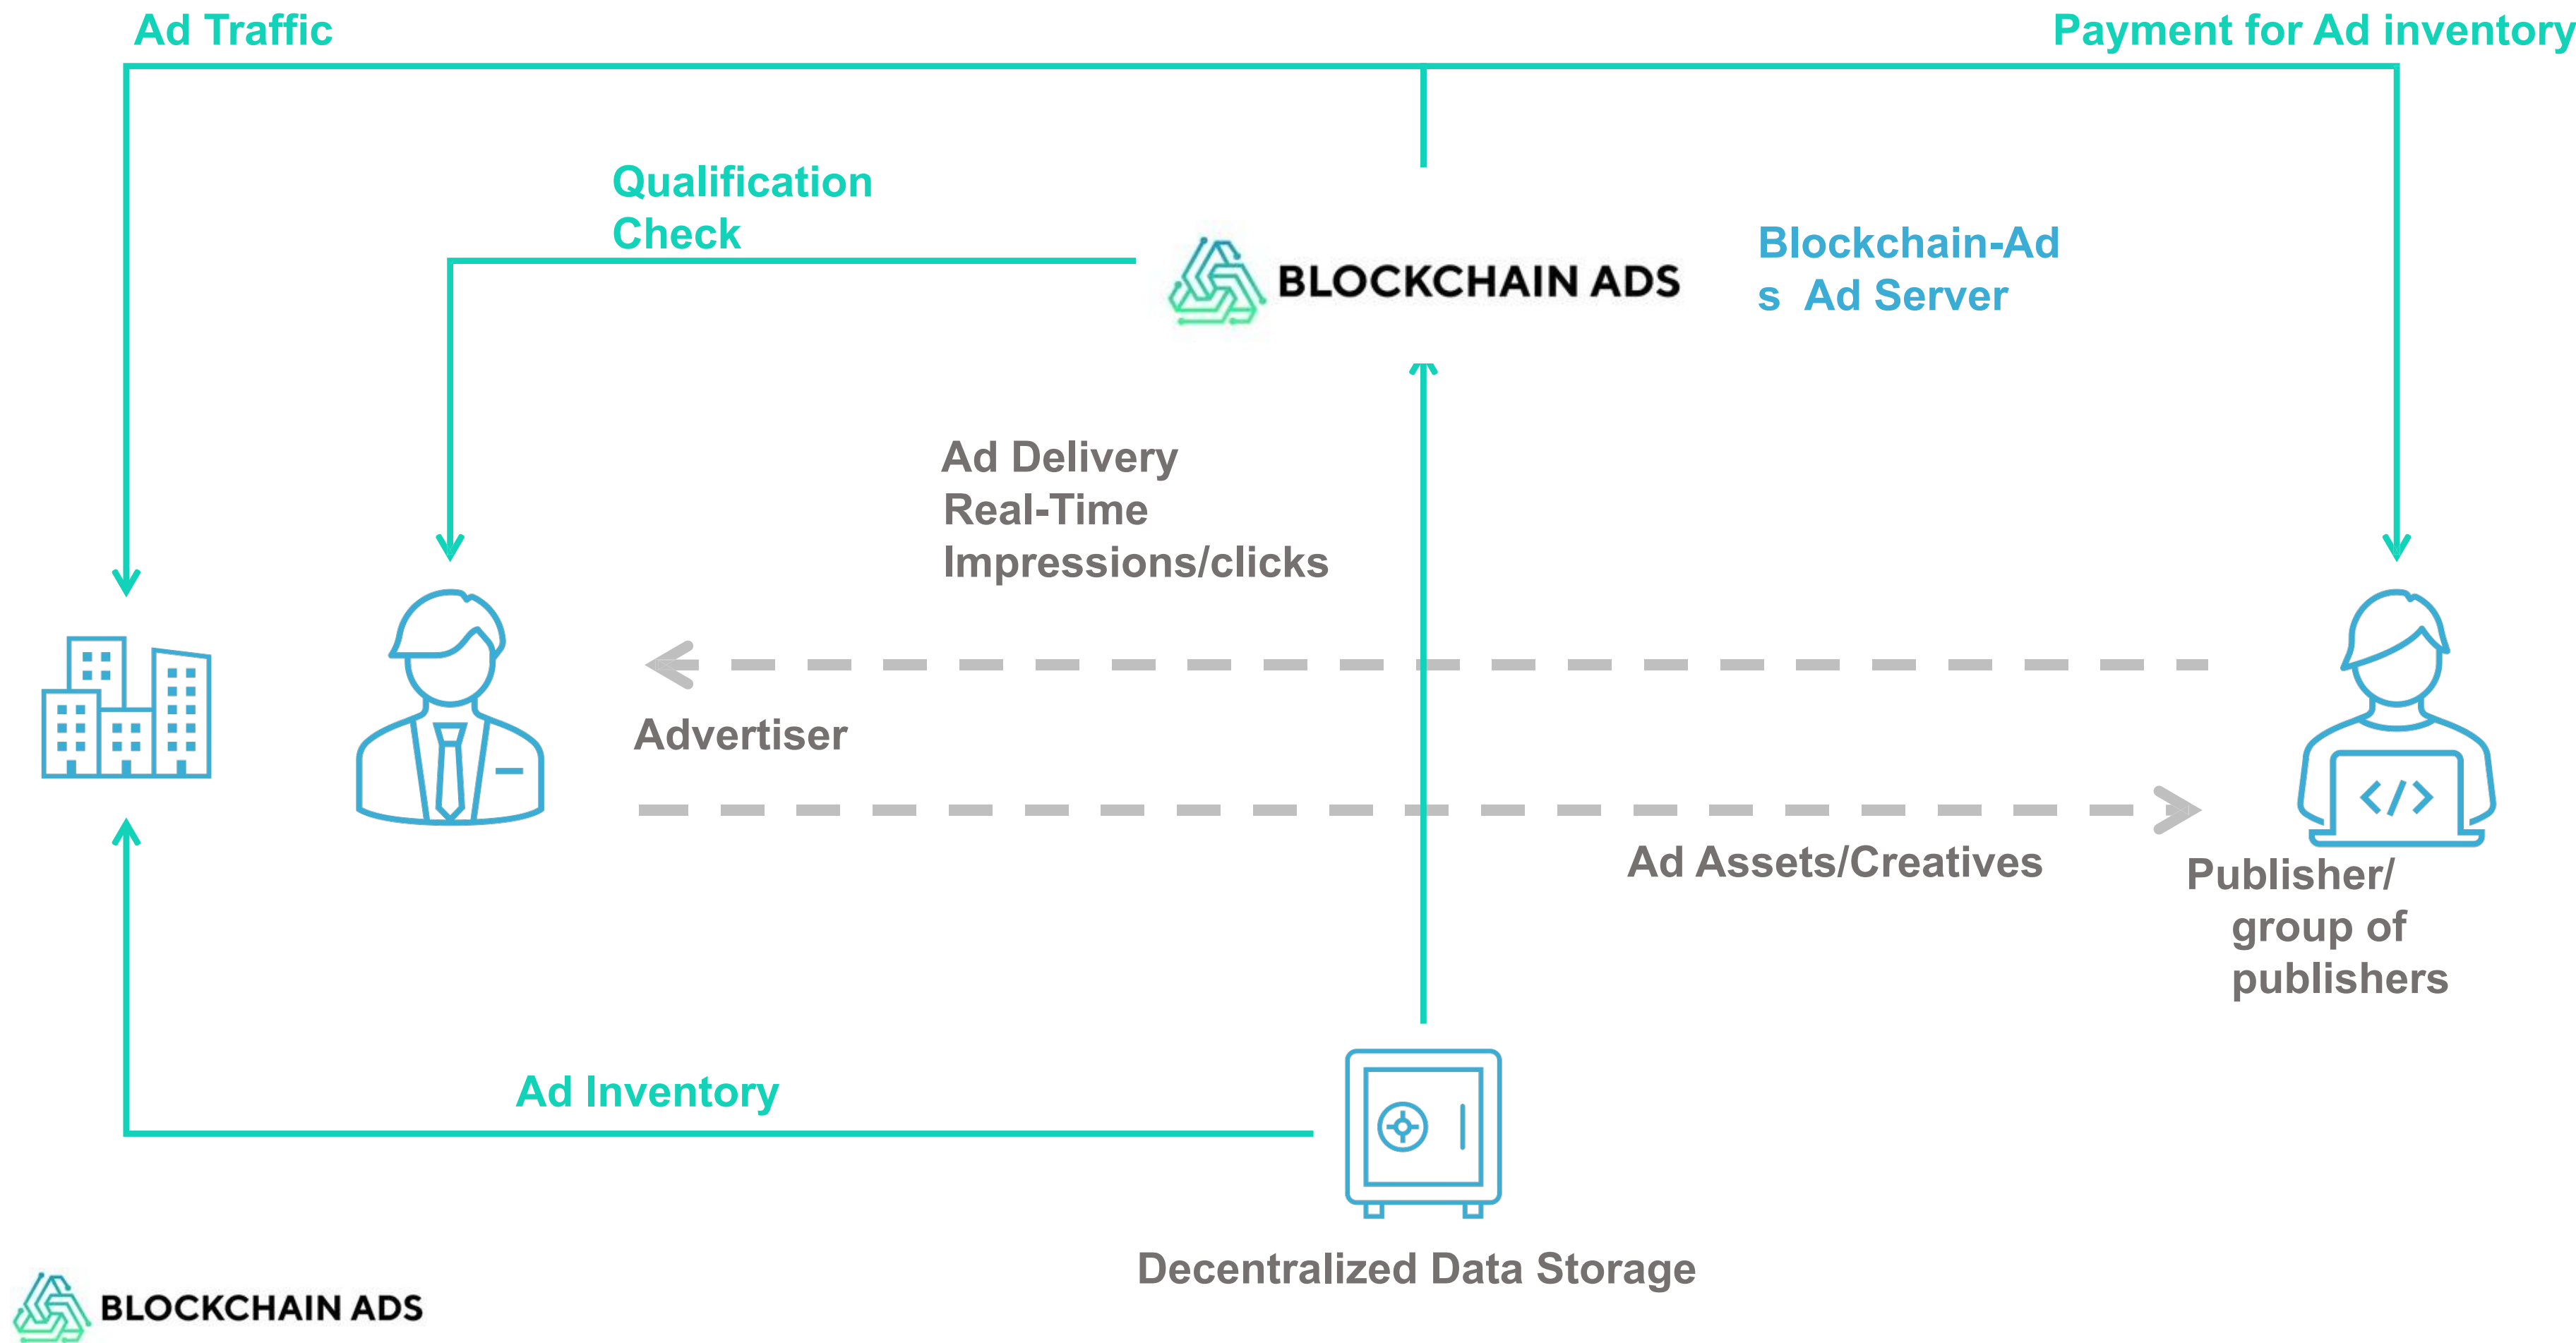 Ad Traffic
Payment for Ad inventory
Qualification
Check
BLOCKCHAIN ADS
Blockchain-Ad
s Ad Server
Ad Delivery
Real-Time
Impressions/clicks
Advertiser
</>
Ad Assets/Creatives
Publisher/
group of
publishers
Ad Inventory
Decentralized Data Storage
BLOCKCHAIN ADS